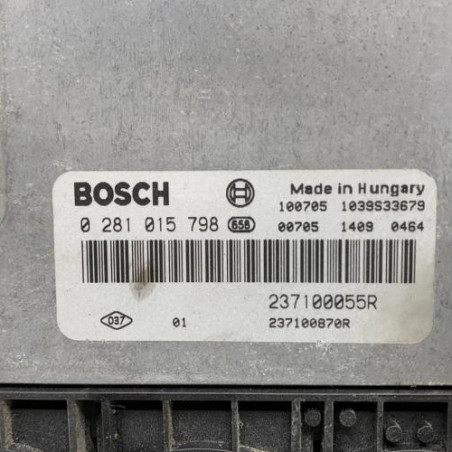 BOSCH Made in Hungary
100705 1039S33679
0 281 015 798 658 00705 1409 0464
237100055R
D37 01 237100870R